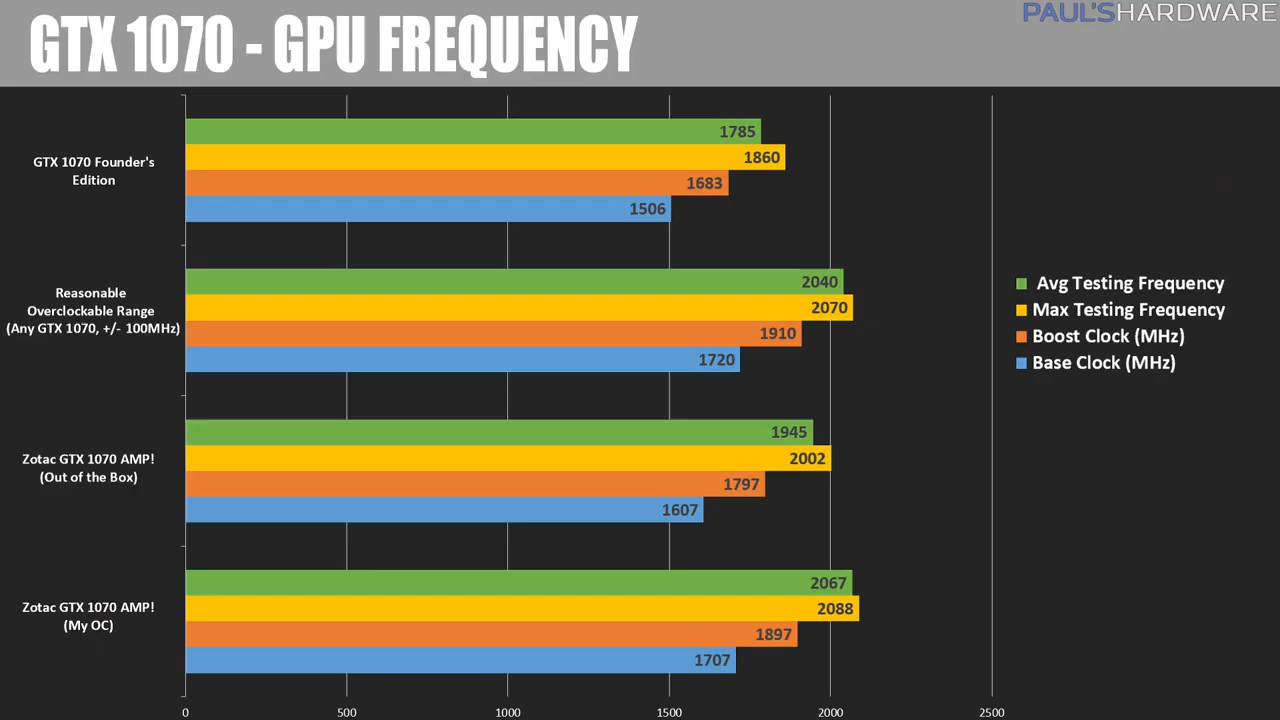 GTX 1070 - GPU FREQUENCY
PAUL'SHARDWARE
GTX 1070 Founder's
Edition
1785
1860
1683
1506
Reasonable
Overclockable Range
(Any GTX 1070, +/- 100MHz)
2040
2070
1910
1720
Zotac GTX 1070 AMP!
(Out of the Box)
1945
2002
1797
1607
Zotac GTX 1070 AMP!
(My OC)
2067
2088
1897
1707
0 500 1000 1500 2000 2500
Avg Testing Frequency
Max Testing Frequency
Boost Clock (MHz)
Base Clock (MHz)